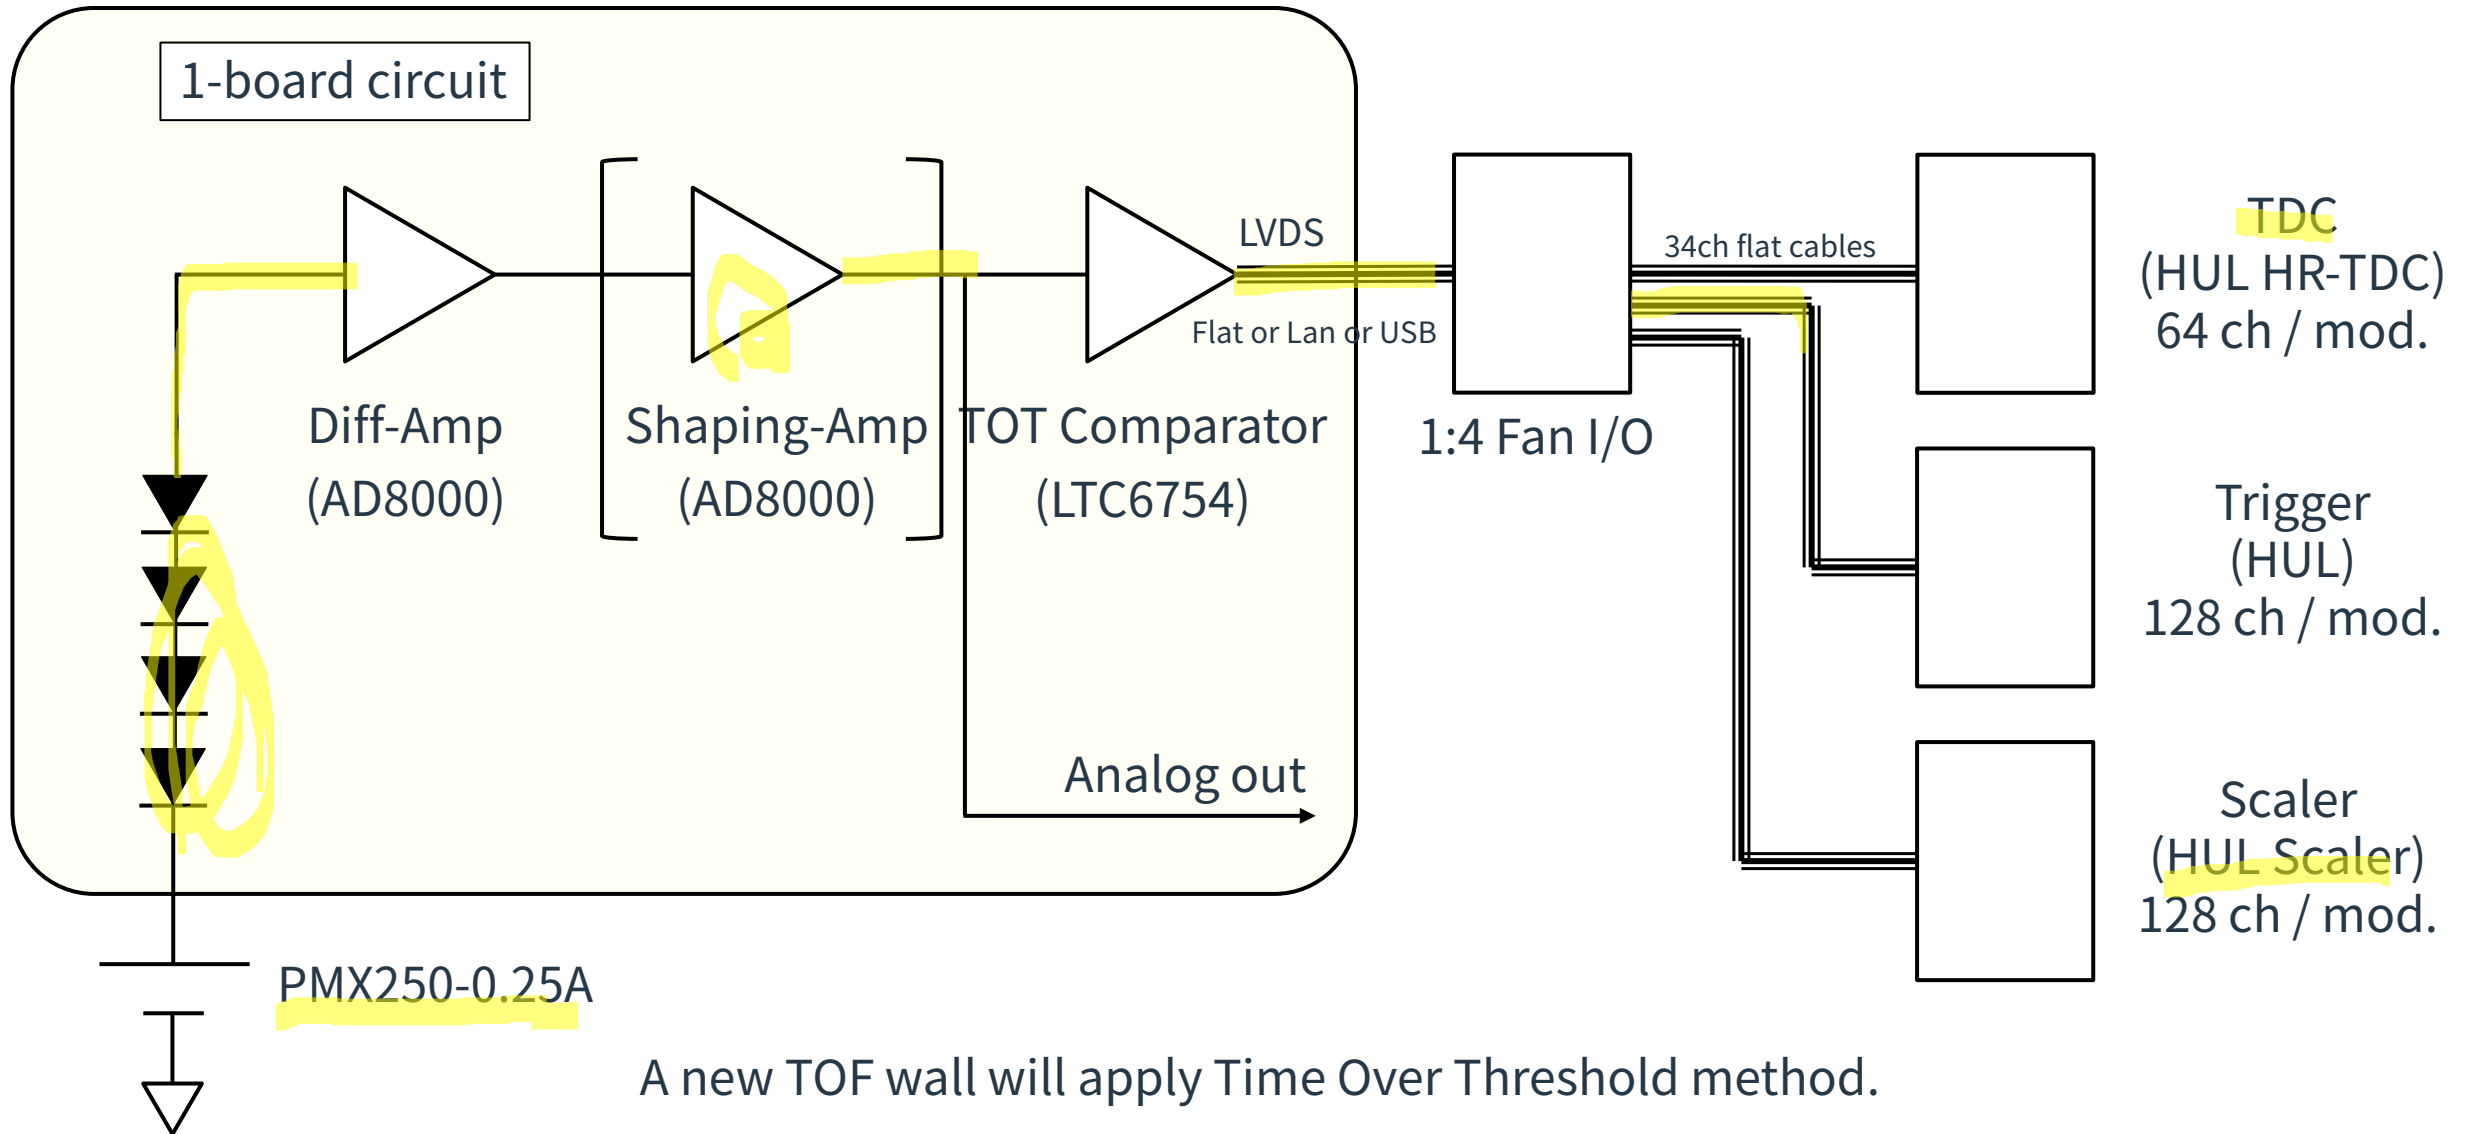 1-board circuit
LVDS
34ch flat cables
Flat or Lan or USB
Diff-Amp
(AD8000)
Shaping-Amp
(AD8000)
TOT Comparator
(LTC6754)
1:4 Fan I/O
TDC
(HUL HR-TDC)
64 ch / mod.
Trigger
(HUL)
128 ch / mod.
Analog out
Scaler
(HUL Scaler)
128 ch / mod.
PMX250-0.25A
A new TOF wall will apply Time Over Threshold method.